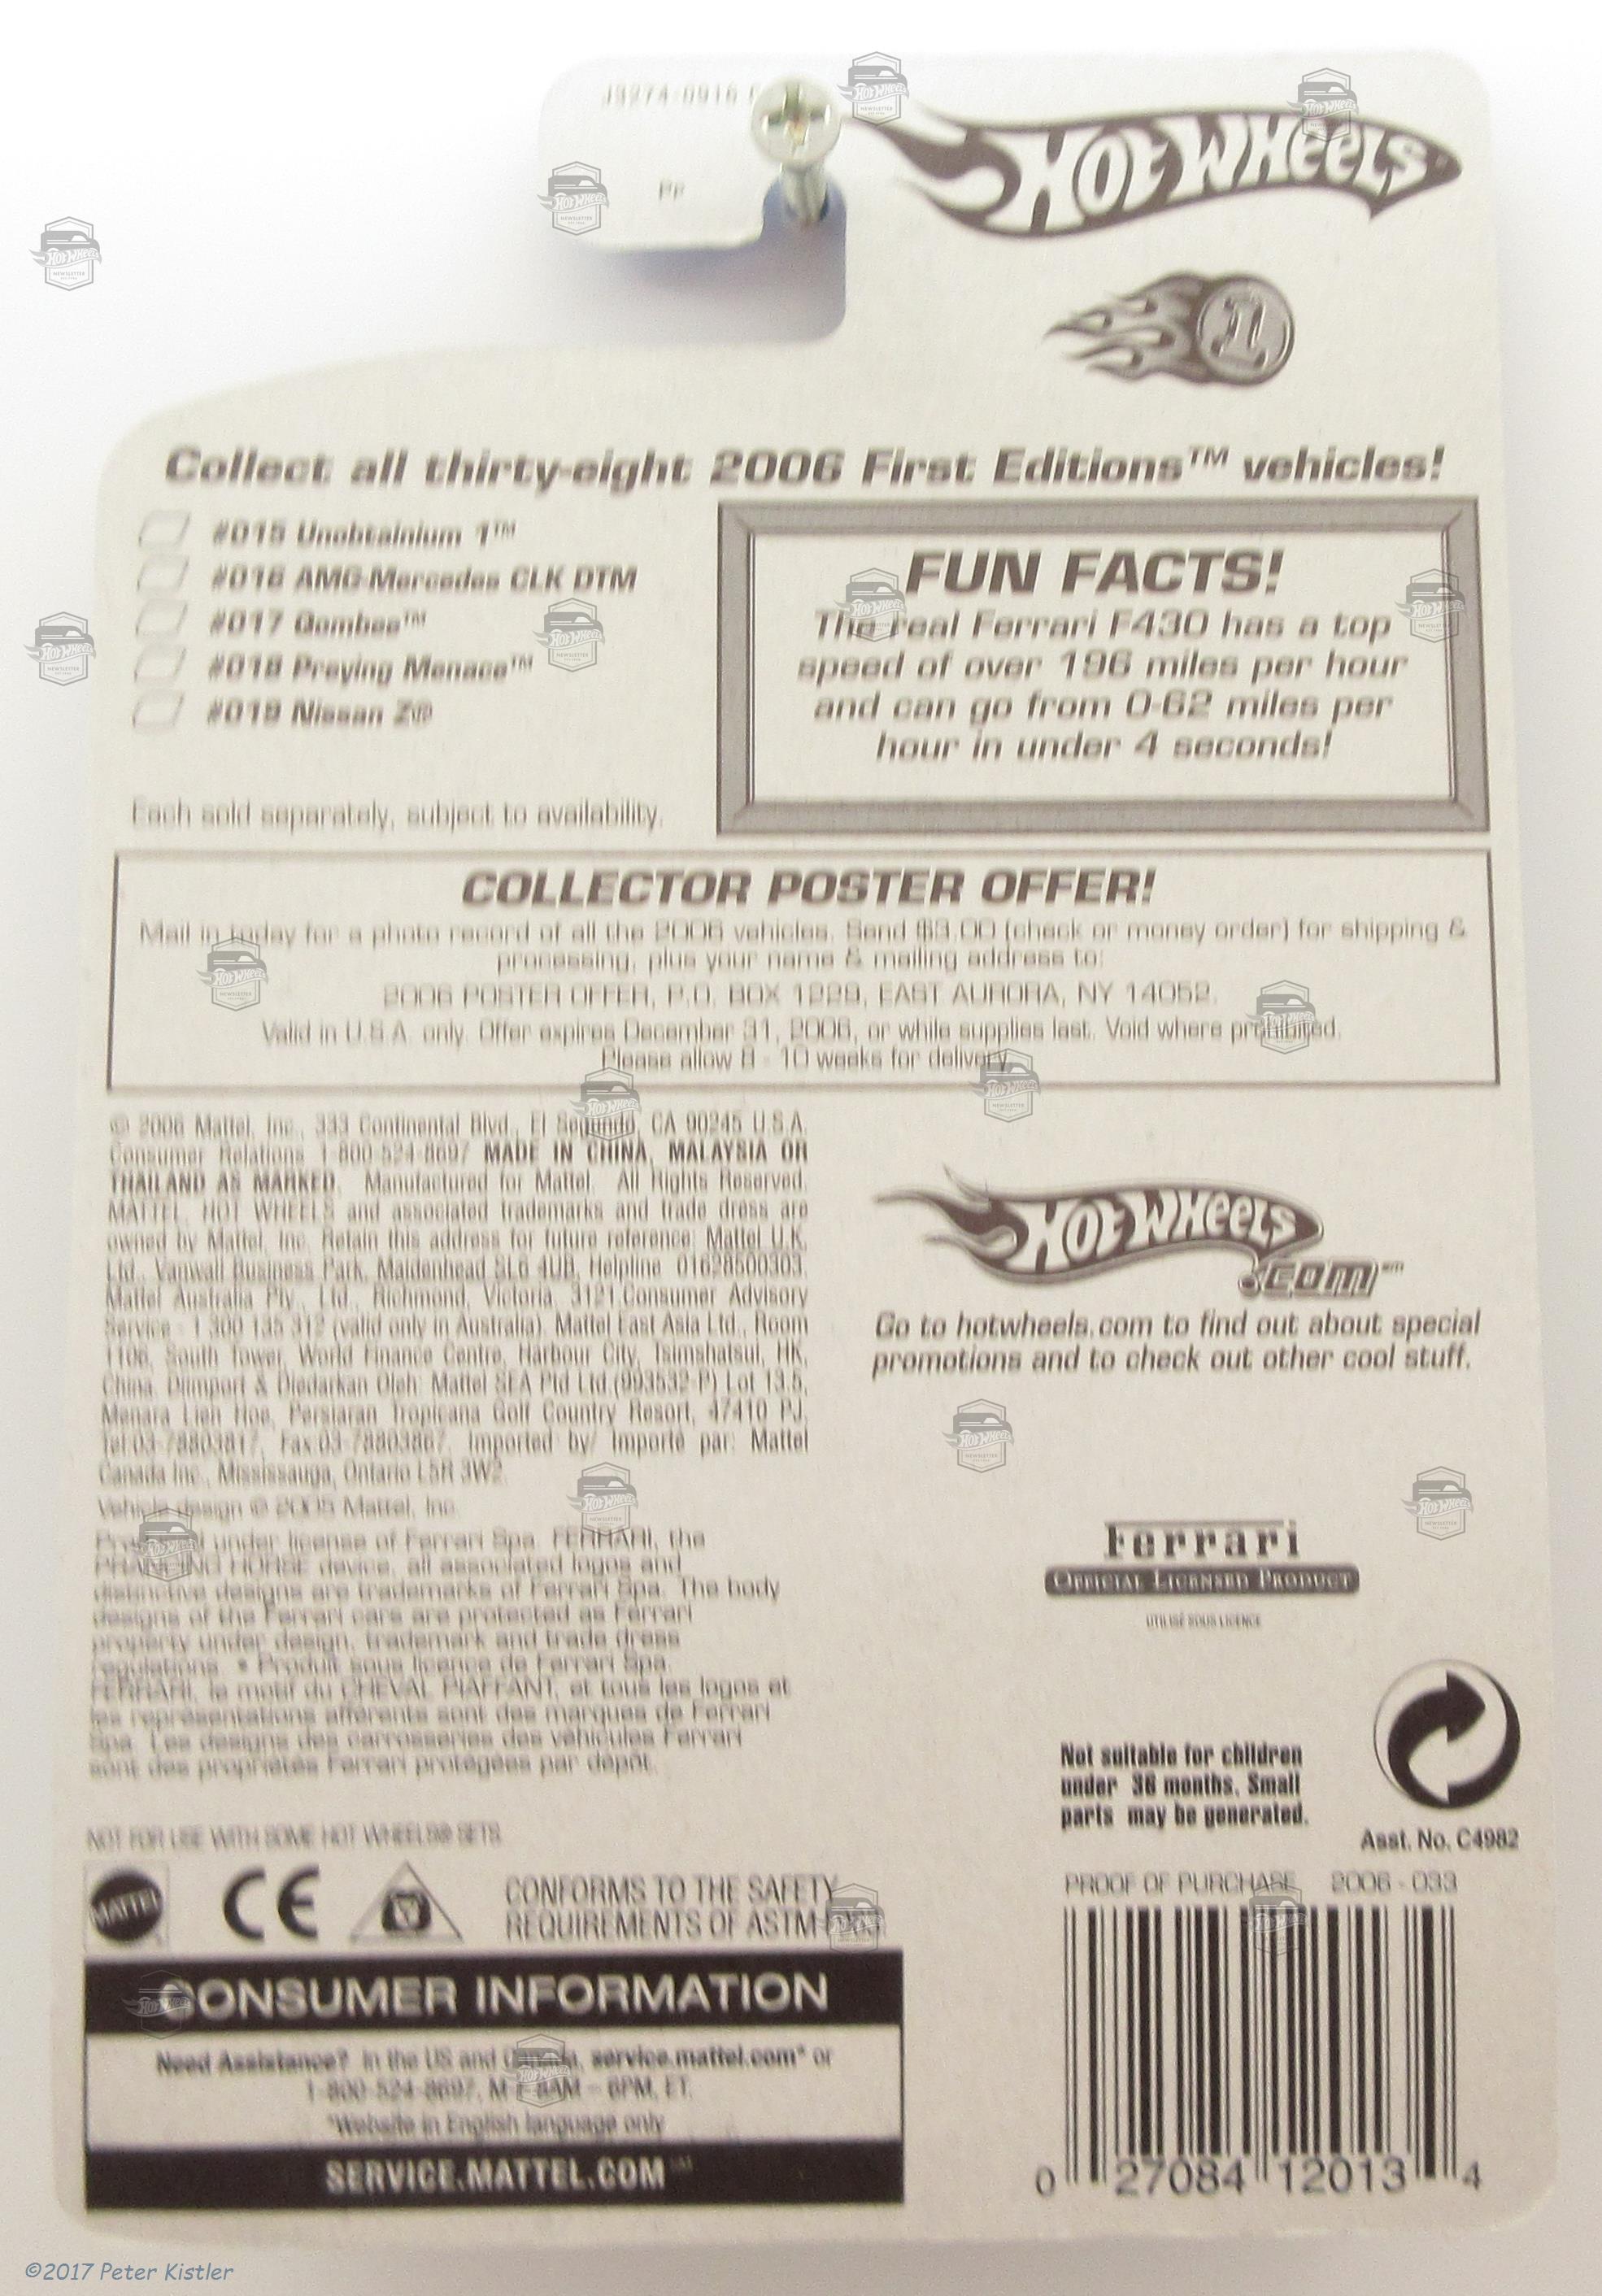 J3274-0916
Pp
HOT WHEELS
1
Collect all thirty-eight 2006 First Editions™ vehicles!
#015 Unobtainium 1™
#016 AMG-Mercedes CLK DTM
#017 Qombee™
#018 Preying Menace™
#019 Nissan Z®
Each sold separately, subject to availability.
FUN FACTS!
The real Ferrari F430 has a top
speed of over 196 miles per hour
and can go from 0-62 miles per
hour in under 4 seconds!
COLLECTOR POSTER OFFER!
Mail in today for a photo record of all the 2006 vehicles. Send $3.00 (check or money order) for shipping &
processing, plus your name & mailing address to:
2006 POSTER OFFER, P.O. BOX 1229, EAST AURORA, NY 14052.
Valid in U.S.A. only. Offer expires December 31, 2006, or while supplies last. Void where prohibited.
Please allow 8 - 10 weeks for delivery.
© 2006 Mattel, Inc., 333 Continental Blvd., El Segundo, CA 90245 U.S.A.
Consumer Relations 1-800-524-8697 MADE IN CHINA, MALAYSIA OR
THAILAND AS MARKED. Manufactured for Mattel. All Rights Reserved.
MATTEL, HOT WHEELS and associated trademarks and trade dress are
owned by Mattel, Inc. Retain this address for future reference: Mattel U.K.
Ltd., Vanwall Business Park, Maidenhead SL6 4UB, Helpline 01628500303.
Mattel Australia Pty., Ltd., Richmond, Victoria, 3121.Consumer Advisory
Service - 1 300 135 312 (valid only in Australia). Mattel East Asia Ltd., Room
1106, South Tower, World Finance Centre, Harbour City, Tsimshatsui, HK,
China. Diimport & Diedarkan Oleh: Mattel SEA Ptd Ltd.(993532-P) Lot 13.5,
Menara Lien Hoe, Persiaran Tropicana Golf Country Resort, 47410 PJ.
Tel:03-78803817, Fax:03-78803867. Imported by/ Importé par: Mattel
Canada Inc., Mississauga, Ontario L5R 3W2.
Vehicle design © 2005 Mattel, Inc.
Produced under license of Ferrari Spa. FERRARI, the
PRANCING HORSE device, all associated logos and
distinctive designs are trademarks of Ferrari Spa. The body
designs of the Ferrari cars are protected as Ferrari
property under design, trademark and trade dress
regulations. • Produit sous licence de Ferrari Spa.
FERRARI, le motif du CHEVAL PIAFFANT, et tous les logos et
les représentations afférents sont des marques de Ferrari
Spa. Les designs des carrosseries des véhicules Ferrari
sont des propriétés Ferrari protégées par dépôt.
NOT FOR USE WITH SOME HOT WHEELS® SETS.
HOT WHEELS
.com℠
Go to hotwheels.com to find out about special
promotions and to check out other cool stuff.
Ferrari
OFFICIAL LICENSED PRODUCT
UTILISÉ SOUS LICENCE
Not suitable for children
under 36 months. Small
parts may be generated.
Asst. No. C4982
MATTEL
CE
CONFORMS TO THE SAFETY
REQUIREMENTS OF ASTM
CONSUMER INFORMATION
Need Assistance? In the US and Canada, service.mattel.com* or
1-800-524-8697, M-F 8AM – 6PM, ET.
*Website in English language only
SERVICE.MATTEL.COM℠
PROOF OF PURCHASE 2006 - 033
0 27084 12013 4
©2017 Peter Kistler